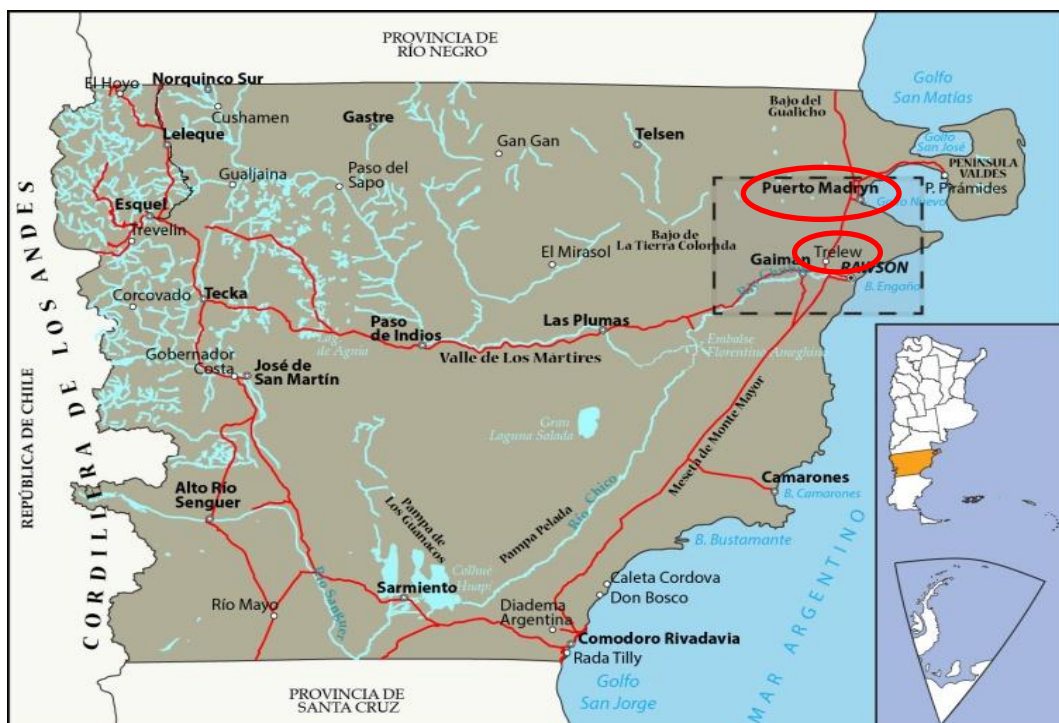 PROVINCIA DE
RÍO NEGRO
Golfo
San Matías
El Hoyo
Norquinco Sur
Cushamen
Gastre
Gan Gan
Telsen
Bajo del
Gualicho
Golfo
San José
PENÍNSULA
VALDES
Leleque
Gualjaina
Paso del
Sapo
Puerto Madryn
P. Pirámides
Golfo Nuevo
Esquel
Trevelin
El Mirasol
Bajo de
La Tierra Colorada
Trelew
Gaiman
RAWSON
B. Engaño
Corcovado
Tecka
Lag.
de Agnia
Paso
de Indios
Las Plumas
Valle de Los Mártires
Embalse
Florentino Ameghino
Gobernador
Costa
José de
San Martín
Gran
Laguna Salada
Meseta de Monte Mayor
REPÚBLICA DE CHILE
CORDILLERA DE LOS ANDES
Alto Río
Senguer
Pampa de
Los Guanacos
Pampa Pelada
Río Chico
Camarones
B. Camarones
B. Bustamante
Río Mayo
Río Senguer
Sarmiento
Colhué
Huapi
Caleta Cordova
Don Bosco
Diadema
Argentina
Comodoro Rivadavia
Rada Tilly
Golfo
San Jorge
MAR ARGENTINO
PROVINCIA DE
SANTA CRUZ